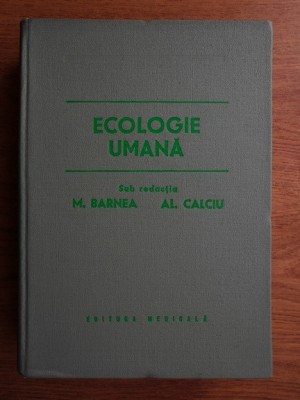 ECOLOGIE
UMANĂ
Sub redacția
M. BARNEA AL. CALCIU
EDITURA MEDICALĂ